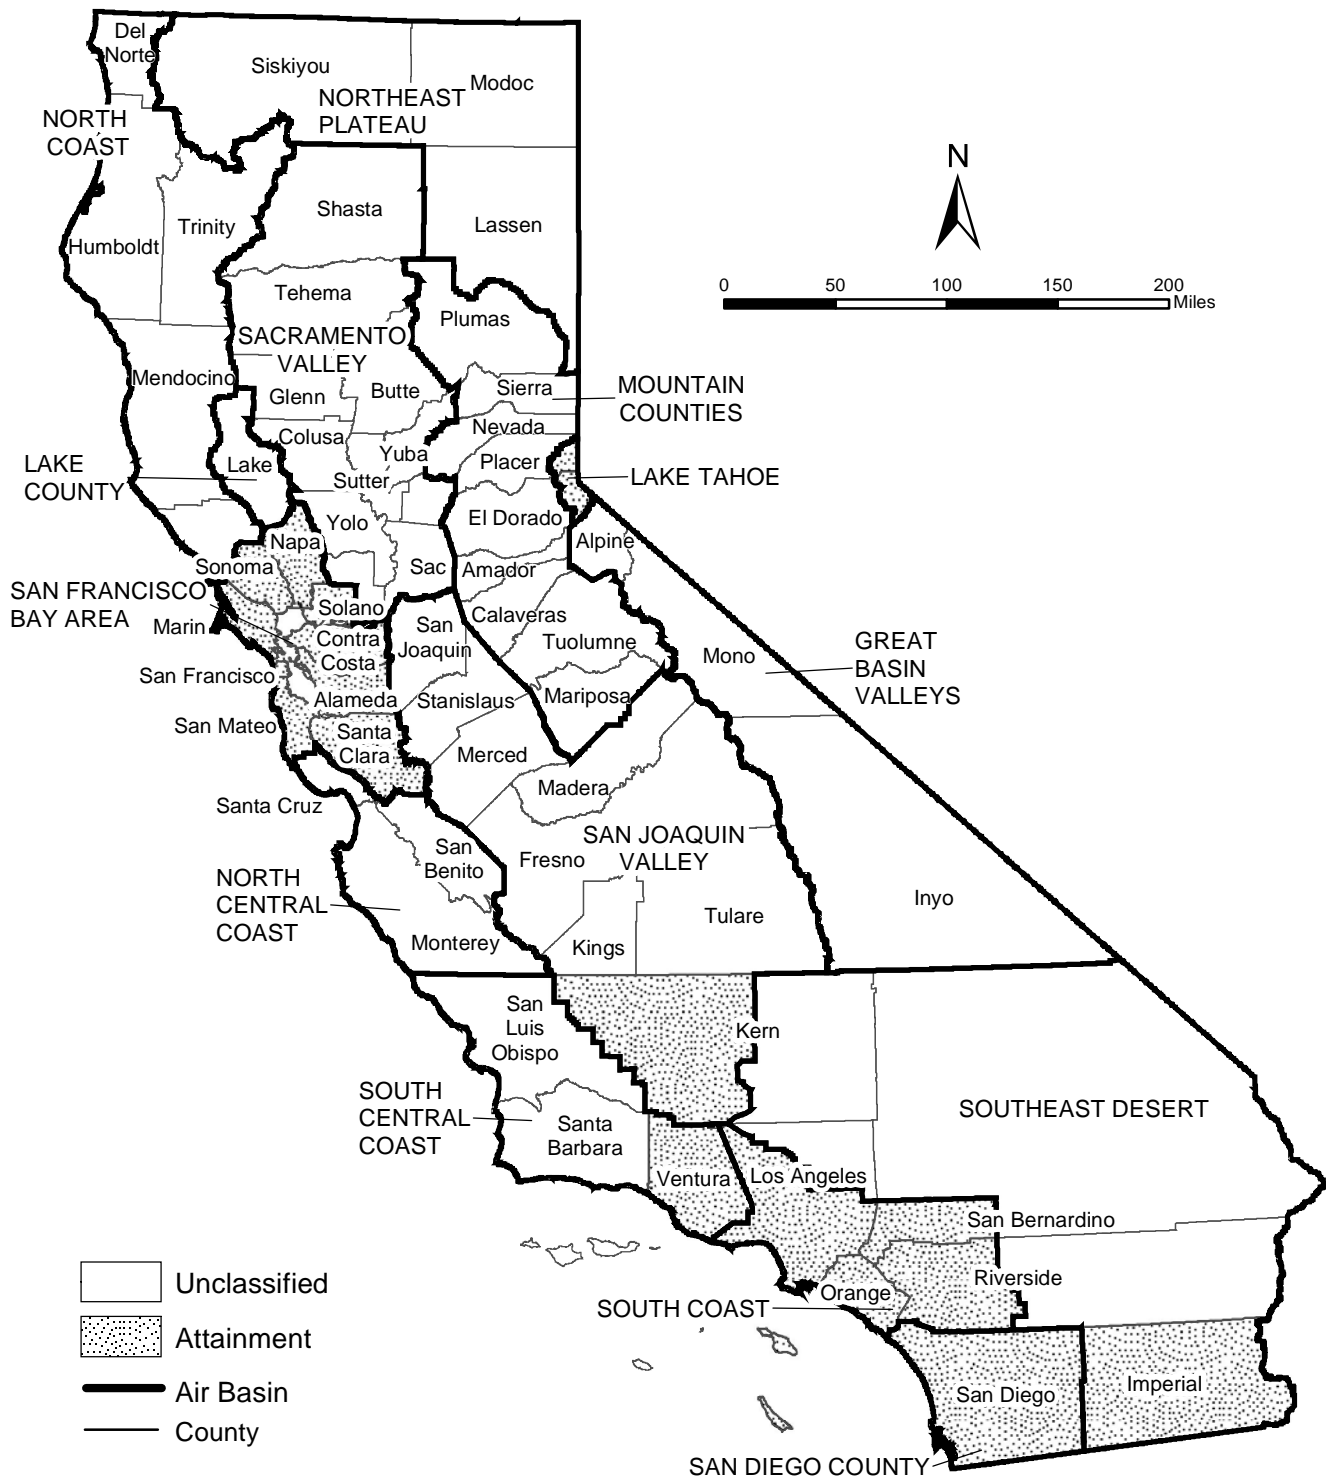 Del
Norte
Siskiyou
Modoc
NORTHEAST
PLATEAU
NORTH
COAST
N
Shasta
Trinity
Lassen
Humboldt
0 50 100 150 200
Miles
Tehema
Plumas
SACRAMENTO
VALLEY
Mendocino
Glenn
Butte
Sierra
MOUNTAIN
COUNTIES
Nevada
Colusa
Yuba
Placer
LAKE
COUNTY
Lake
Sutter
LAKE TAHOE
Yolo
El Dorado
Napa
Alpine
Sonoma
Sac
Amador
SAN FRANCISCO
BAY AREA
Solano
Calaveras
Marin
Contra
Costa
San
Joaquin
Tuolumne
Mono
GREAT
BASIN
VALLEYS
San Francisco
Alameda
Stanislaus
Mariposa
San Mateo
Santa
Clara
Merced
Madera
Santa Cruz
San
Benito
SAN JOAQUIN
VALLEY
Fresno
NORTH
CENTRAL
COAST
Inyo
Tulare
Monterey
Kings
San
Luis
Obispo
Kern
SOUTH
CENTRAL
COAST
SOUTHEAST DESERT
Santa
Barbara
Ventura
Los Angeles
San Bernardino
Riverside
Orange
SOUTH COAST
San Diego
Imperial
SAN DIEGO COUNTY
Unclassified
Attainment
Air Basin
County